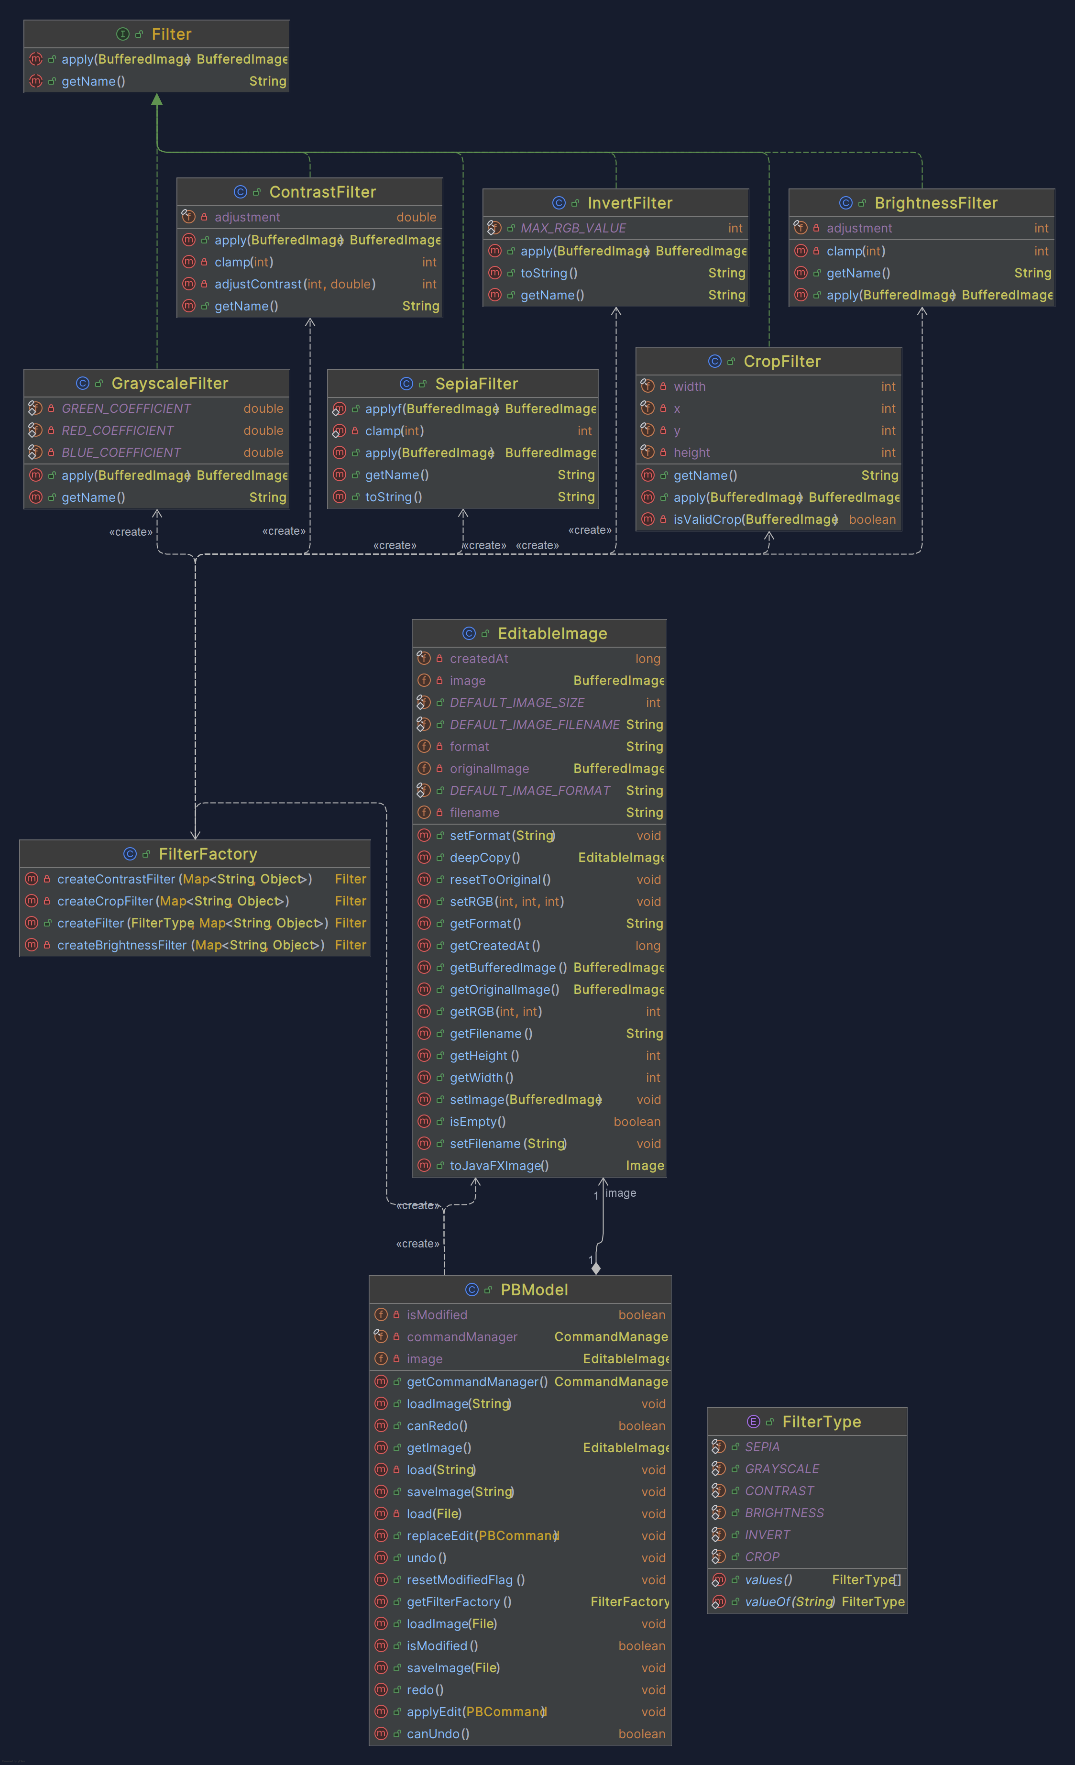 Filter
apply(BufferedImage) BufferedImage
getName() String
ContrastFilter
adjustment double
apply(BufferedImage) BufferedImage
clamp(int) int
adjustContrast(int, double) int
getName() String
InvertFilter
MAX_RGB_VALUE int
apply(BufferedImage) BufferedImage
toString() String
getName() String
BrightnessFilter
adjustment int
clamp(int) int
getName() String
apply(BufferedImage) BufferedImage
GrayscaleFilter
GREEN_COEFFICIENT double
RED_COEFFICIENT double
BLUE_COEFFICIENT double
apply(BufferedImage) BufferedImage
getName() String
SepiaFilter
applyf(BufferedImage) BufferedImage
clamp(int) int
apply(BufferedImage) BufferedImage
getName() String
toString() String
CropFilter
width int
x int
y int
height int
getName() String
apply(BufferedImage) BufferedImage
isValidCrop(BufferedImage) boolean
«create»
«create»
«create»
«create»
«create»
«create»
EditableImage
createdAt long
image BufferedImage
DEFAULT_IMAGE_SIZE int
DEFAULT_IMAGE_FILENAME String
format String
originalImage BufferedImage
DEFAULT_IMAGE_FORMAT String
filename String
setFormat(String) void
deepCopy() EditableImage
resetToOriginal() void
setRGB(int, int, int) void
getFormat() String
getCreatedAt() long
getBufferedImage() BufferedImage
getOriginalImage() BufferedImage
getRGB(int, int) int
getFilename() String
getHeight() int
getWidth() int
setImage(BufferedImage) void
isEmpty() boolean
setFilename(String) void
toJavaFXImage() Image
FilterFactory
createContrastFilter(Map<String, Object>) Filter
createCropFilter(Map<String, Object>) Filter
createFilter(FilterType, Map<String, Object>) Filter
createBrightnessFilter(Map<String, Object>) Filter
1 image
«create»
«create»
1
PBModel
isModified boolean
commandManager CommandManage
image EditableImage
getCommandManager() CommandManage
loadImage(String) void
canRedo() boolean
getImage() EditableImage
load(String) void
saveImage(String) void
load(File) void
replaceEdit(PBCommand) void
undo() void
resetModifiedFlag() void
getFilterFactory() FilterFactory
loadImage(File) void
isModified() boolean
saveImage(File) void
redo() void
applyEdit(PBCommand) void
canUndo() boolean
FilterType
SEPIA
GRAYSCALE
CONTRAST
BRIGHTNESS
INVERT
CROP
values() FilterType[]
valueOf(String) FilterType